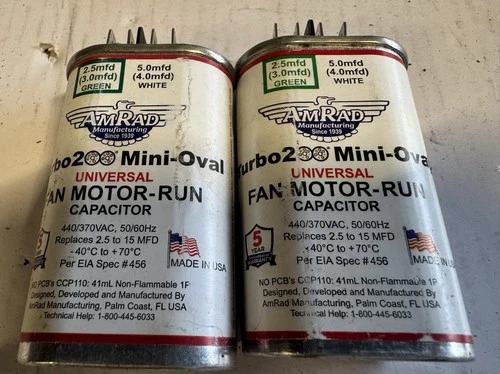 2.5mfd
(3.0mfd)
GREEN
5.0mfd
(4.0mfd)
WHITE
AMRAD
Manufacturing
Since 1939
Turbo200 Mini-Oval
UNIVERSAL
FAN MOTOR-RUN
CAPACITOR
440/370VAC, 50/60Hz
Replaces 2.5 to 15 MFD
-40°C to +70°C
Per EIA Spec #456
MADE IN USA
NO PCB's CCP110: 41mL Non-Flammable 1P
Designed, Developed and Manufactured By
AmRad Manufacturing, Palm Coast, FL USA
Technical Help: 1-800-445-6033
2.5mfd
(3.0mfd)
GREEN
5.0mfd
(4.0mfd)
WHITE
AMRAD
Manufacturing
Since 1939
Turbo200 Mini-Oval
UNIVERSAL
FAN MOTOR-RUN
CAPACITOR
440/370VAC, 50/60Hz
Replaces 2.5 to 15 MFD
-40°C to +70°C
Per EIA Spec #456
5
YEAR
MADE IN USA
NO PCB's CCP110: 41mL Non-Flammable 1P
Designed, Developed and Manufactured By
AmRad Manufacturing, Palm Coast, FL USA
Technical Help: 1-800-445-6033